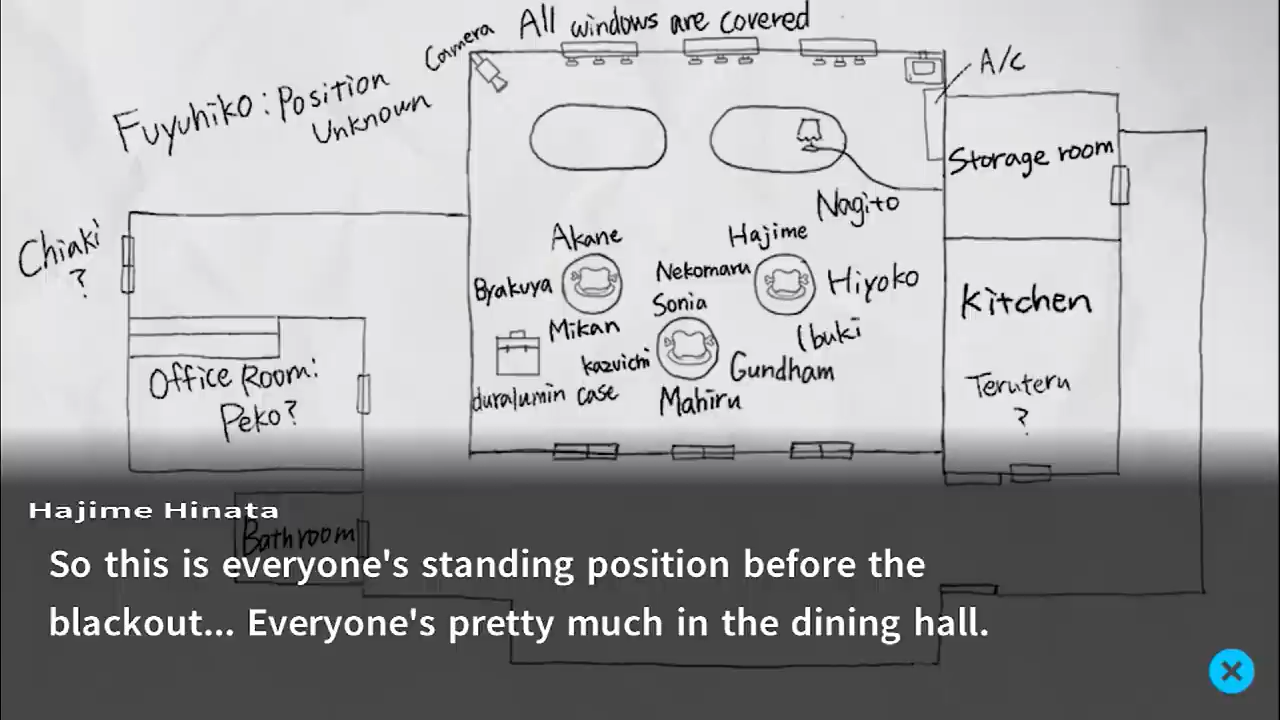 All windows are covered
Camera
A/C
Fuyuhiko: Position
Unknown
Storage room
Nagito
Chiaki
?
Akane
Hajime
Byakuya
Nekomaru
Hiyoko
Sonia
Kitchen
Mikan
Ibuki
kazuichi
Gundham
Office Room:
Peko?
Teruteru
?
duralumin case
Mahiru
Hajime Hinata
Bathroom
So this is everyone's standing position before the
blackout... Everyone's pretty much in the dining hall.